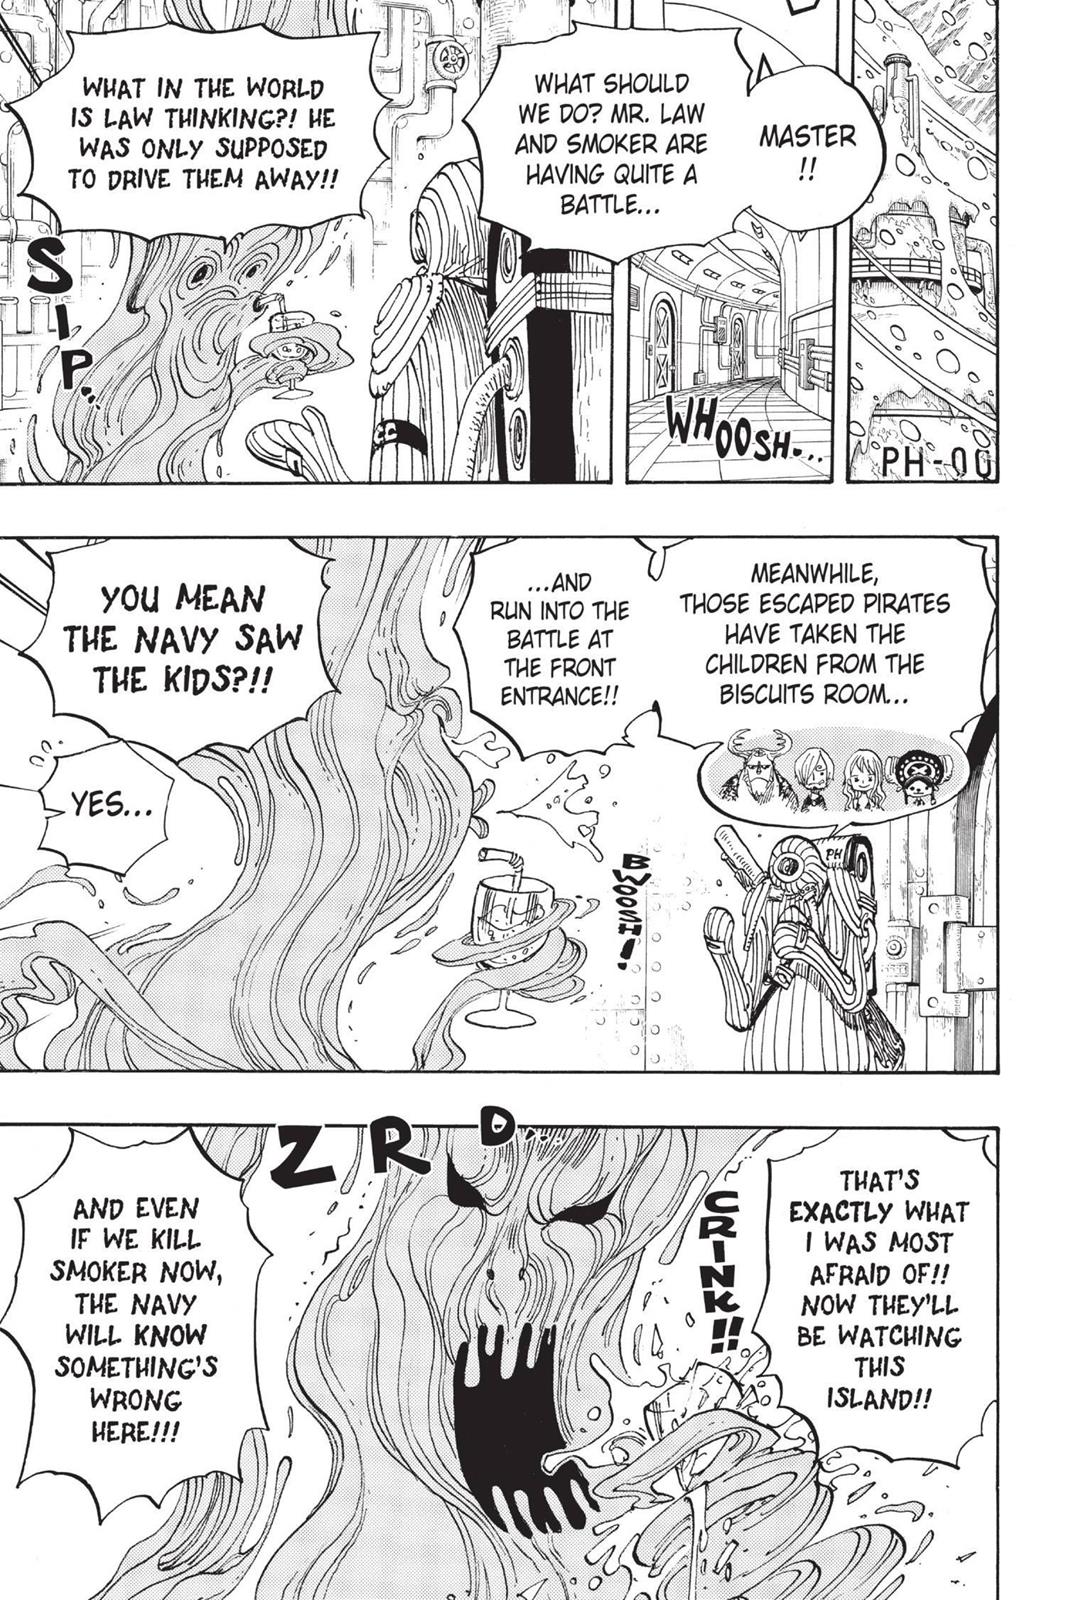 PH-00
MASTER
!!
WHAT SHOULD
WE DO? MR. LAW
AND SMOKER ARE
HAVING QUITE A
BATTLE...
WHOOSH...
WHAT IN THE WORLD
IS LAW THINKING?! HE
WAS ONLY SUPPOSED
TO DRIVE THEM AWAY!!
SIP...
MEANWHILE,
THOSE ESCAPED PIRATES
HAVE TAKEN THE
CHILDREN FROM THE
BISCUITS ROOM...
...AND
RUN INTO THE
BATTLE AT
THE FRONT
ENTRANCE!!
PH
BWOOSH!
YOU MEAN
THE NAVY SAW
THE KIDS?!!
YES...
THAT'S
EXACTLY WHAT
I WAS MOST
AFRAID OF!!
NOW THEY'LL
BE WATCHING
THIS
ISLAND!!
CRINK!!
ZRD...
AND EVEN
IF WE KILL
SMOKER NOW,
THE NAVY
WILL KNOW
SOMETHING'S
WRONG
HERE!!!